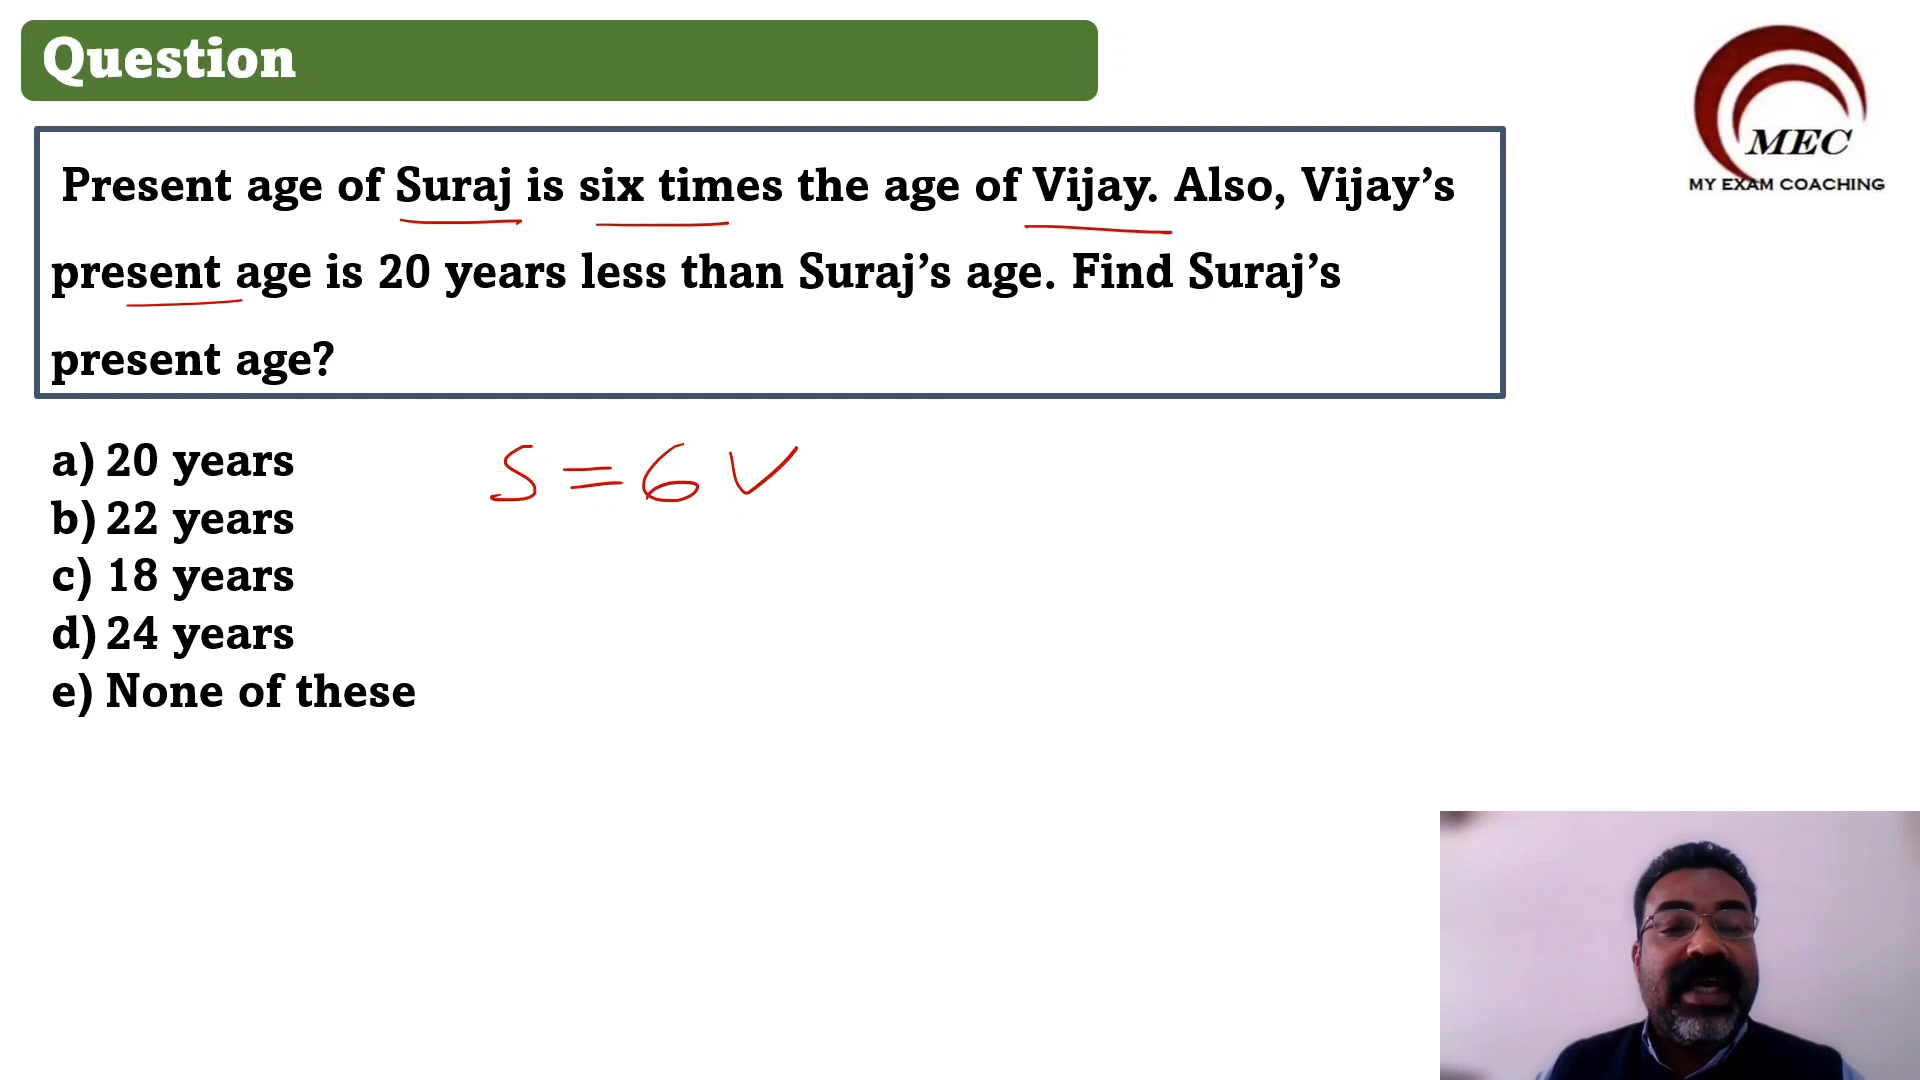 Question
MEC
MY EXAM COACHING
Present age of Suraj is six times the age of Vijay. Also, Vijay’s
present age is 20 years less than Suraj’s age. Find Suraj’s
present age?
a) 20 years
b) 22 years
c) 18 years
d) 24 years
e) None of these
S = 6 V